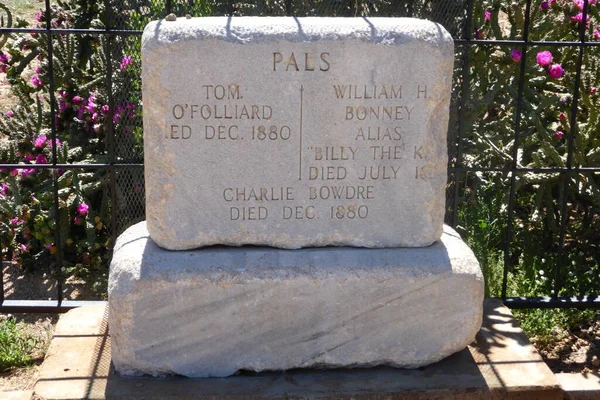 PALS
TOM
O'FOLLIARD
ED DEC. 1880
WILLIAM H.
BONNEY
ALIAS
"BILLY THE K
DIED JULY 1
CHARLIE BOWDRE
DIED DEC. 1880